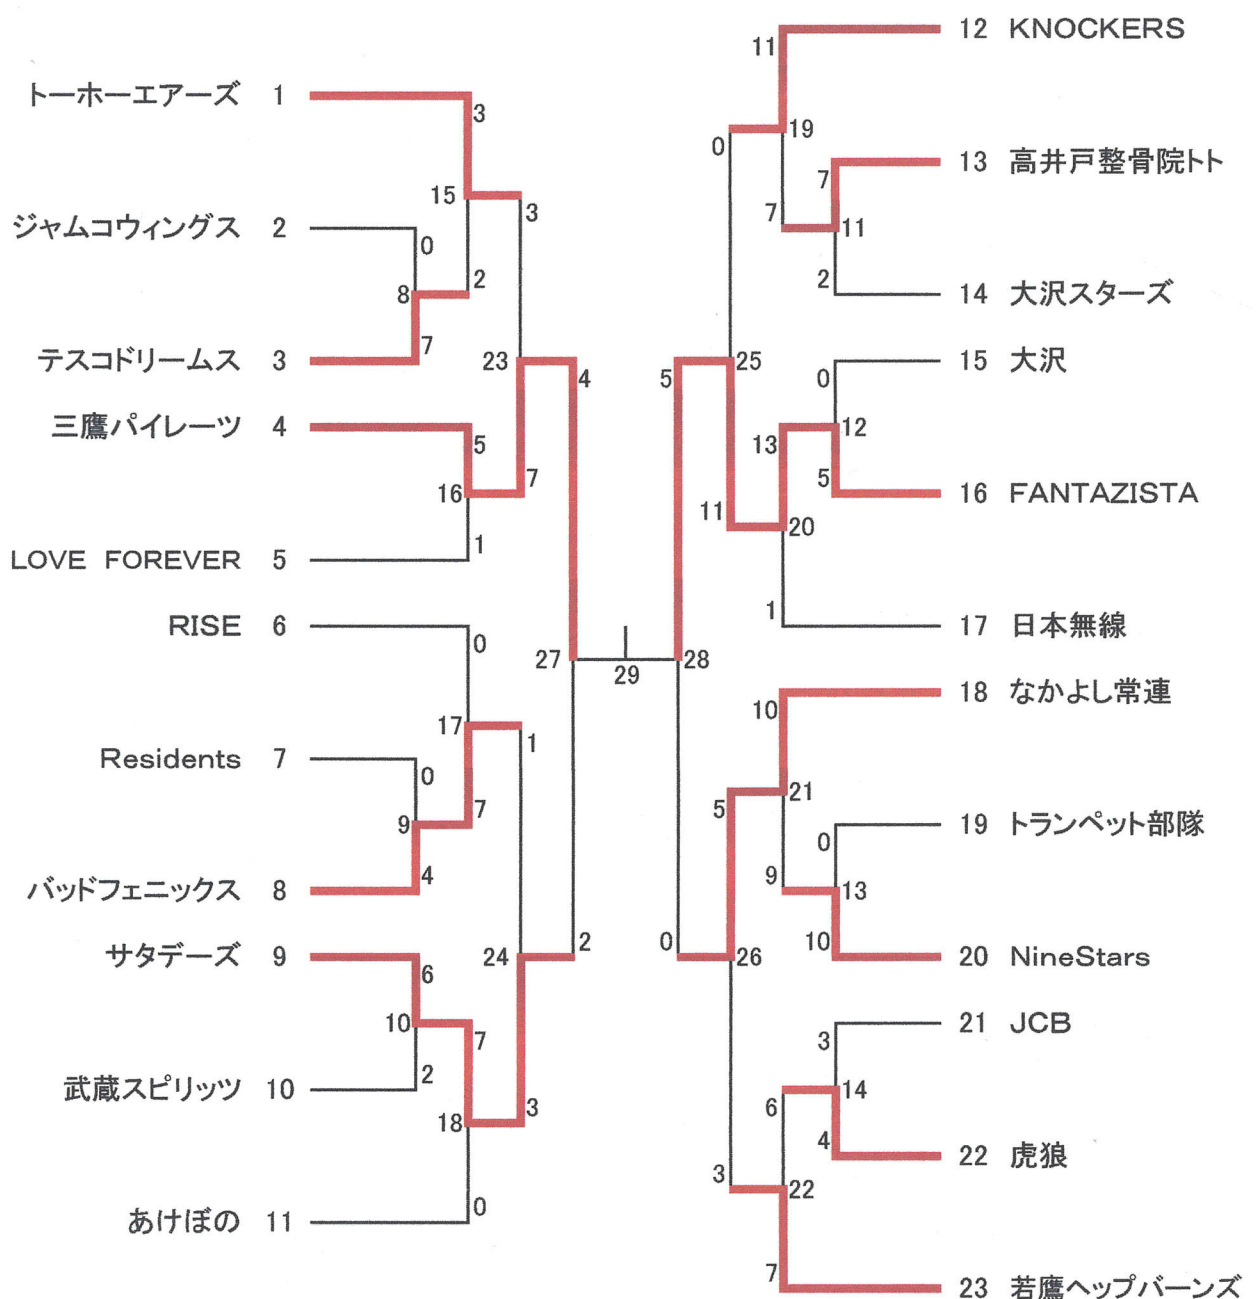 トーホーエアーズ 1
ジャムコウィングス 2
テスコドリームス 3
三鷹パイレーツ 4
LOVE FOREVER 5
RISE 6
Residents 7
バッドフェニックス 8
サタデーズ 9
武蔵スピリッツ 10
あけぼの 11
3
15
3
0
8
2
7
23
4
5
16
7
1
0
27
17
1
0
9
7
4
6
24
2
10
7
2
18
3
0
29
11
12 KNOCKERS
0
19
7
13 高井戸整骨院トト
7
11
2
14 大沢スターズ
15 大沢
5
25
0
13
12
5
16 FANTAZISTA
11
20
1
17 日本無線
28
10
18 なかよし常連
5
21
0
19 トランペット部隊
9
13
0
26
10
20 NineStars
21 JCB
3
6
14
4
22 虎狼
3
22
7
23 若鷹ヘップバーンズ